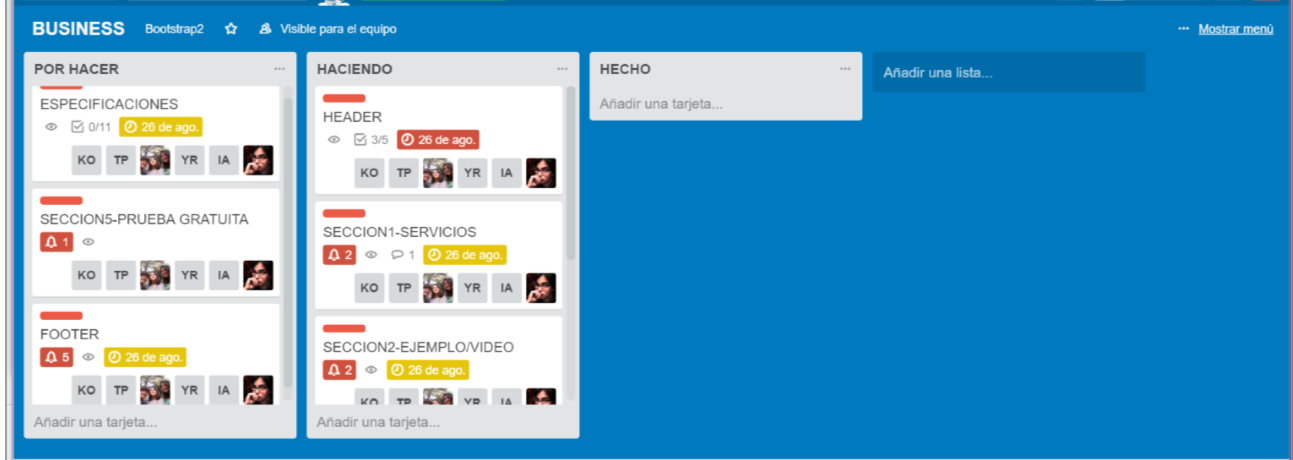 BUSINESS Bootstrap2 Visible para el equipo ... Mostrar menú
POR HACER ...
ESPECIFICACIONES
0/11 26 de ago.
KO TP YR IA
SECCION5-PRUEBA GRATUITA
1
KO TP YR IA
FOOTER
5 26 de ago.
KO TP YR IA
Añadir una tarjeta...
HACIENDO ...
HEADER
3/5 26 de ago.
KO TP YR IA
SECCION1-SERVICIOS
2 1 26 de ago.
KO TP YR IA
SECCION2-EJEMPLO/VIDEO
2 26 de ago.
KO TP YR IA
Añadir una tarjeta...
HECHO ...
Añadir una tarjeta...
Añadir una lista...